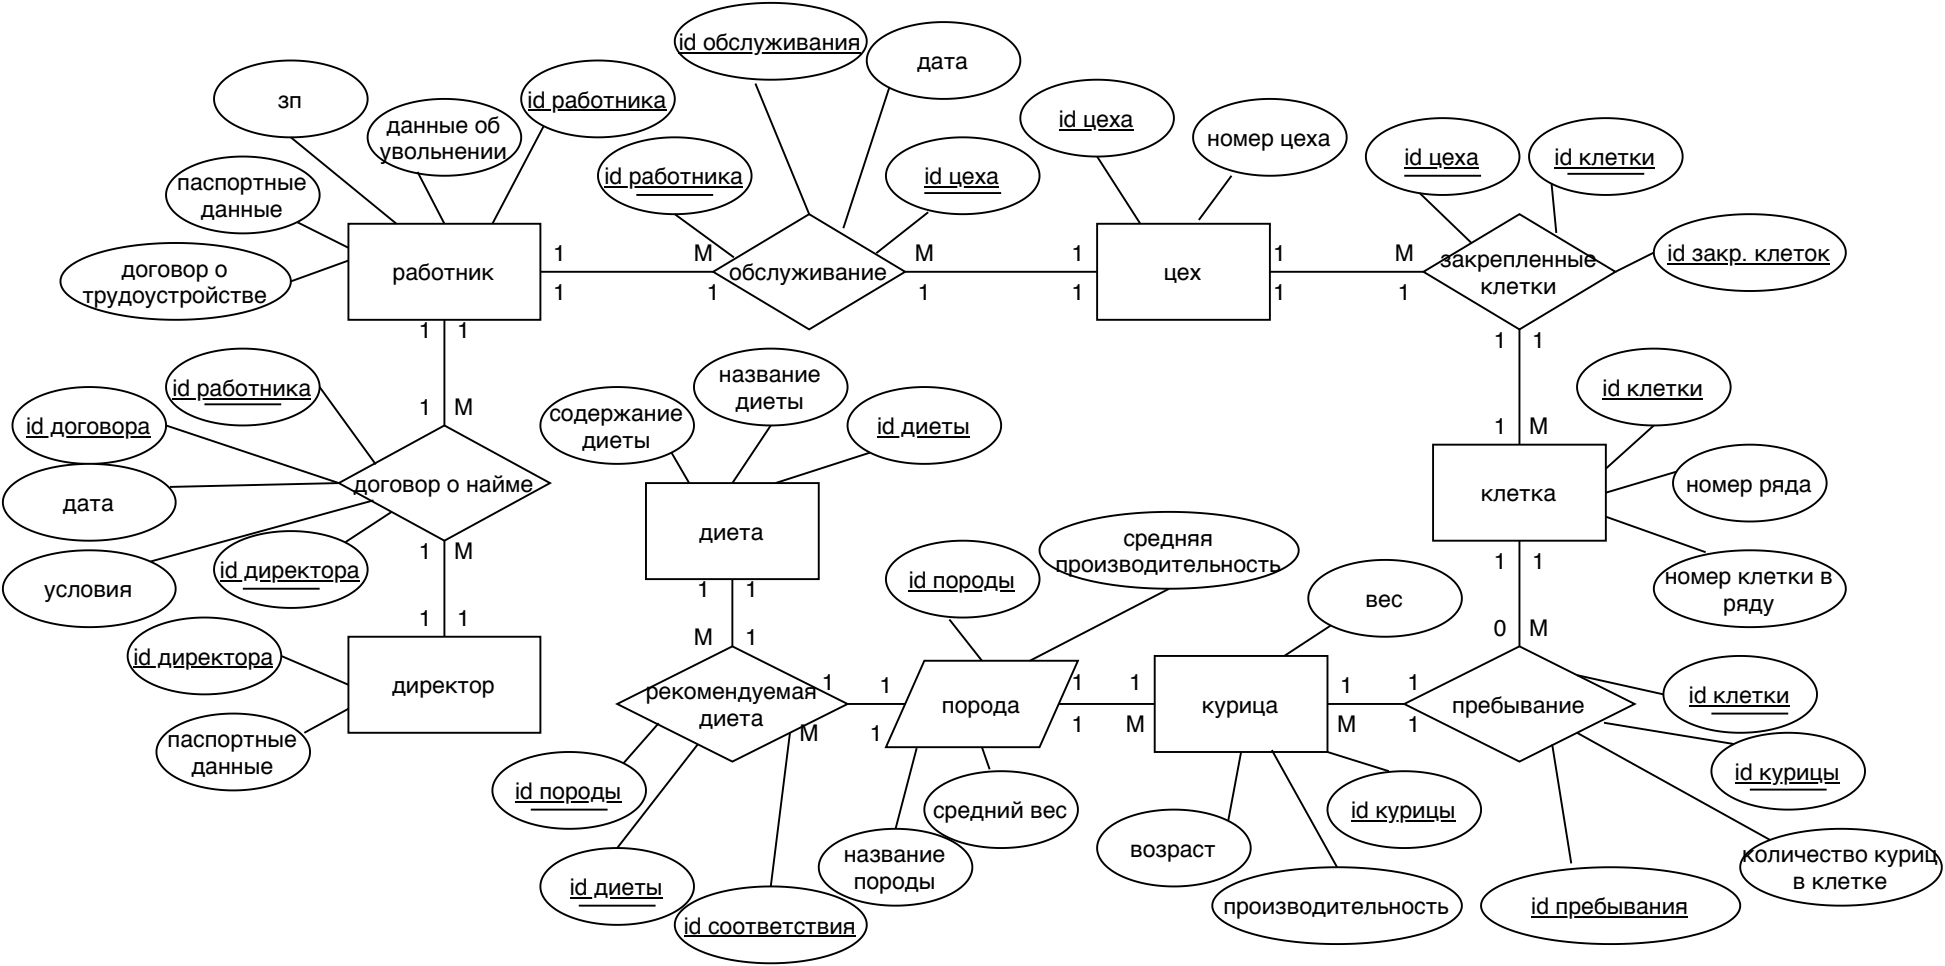 id обслуживания
дата
зп
id работника
данные об
увольнении
id работника
id цеха
id цеха
номер цеха
id цеха
id клетки
паспортные
данные
договор о
трудоустройстве
id закр. клеток
работник
1
M
обслуживание
M
1
цех
1
M
закрепленные
клетки
1
1
1
1
1
1
1
1
1
1
id работника
id договора
1
M
дата
договор о найме
условия
id директора
1
M
1
1
id директора
директор
паспортные
данные
содержание
диеты
название
диеты
id диеты
диета
1
1
M
1
рекомендуемая
диета
1
1
M
1
id породы
id диеты
id соответствия
id породы
средняя
производительность
порода
название
породы
средний вес
1
1
1
M
вес
курица
возраст
производительность
id курицы
1
1
M
1
id клетки
1
M
клетка
номер ряда
номер клетки в
ряду
1
1
0
M
пребывание
id клетки
id курицы
количество куриц
в клетке
id пребывания